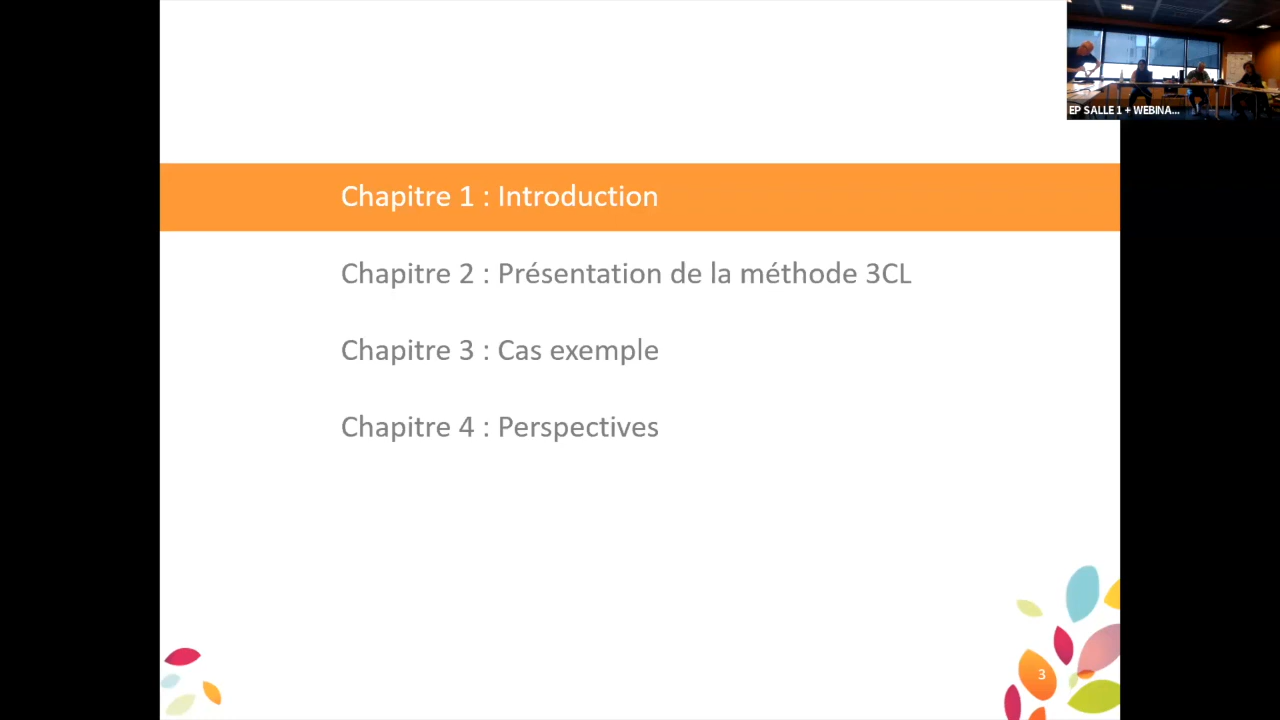 EP SALLE 1 + WEBINA...
Chapitre 1 : Introduction
Chapitre 2 : Présentation de la méthode 3CL
Chapitre 3 : Cas exemple
Chapitre 4 : Perspectives
3